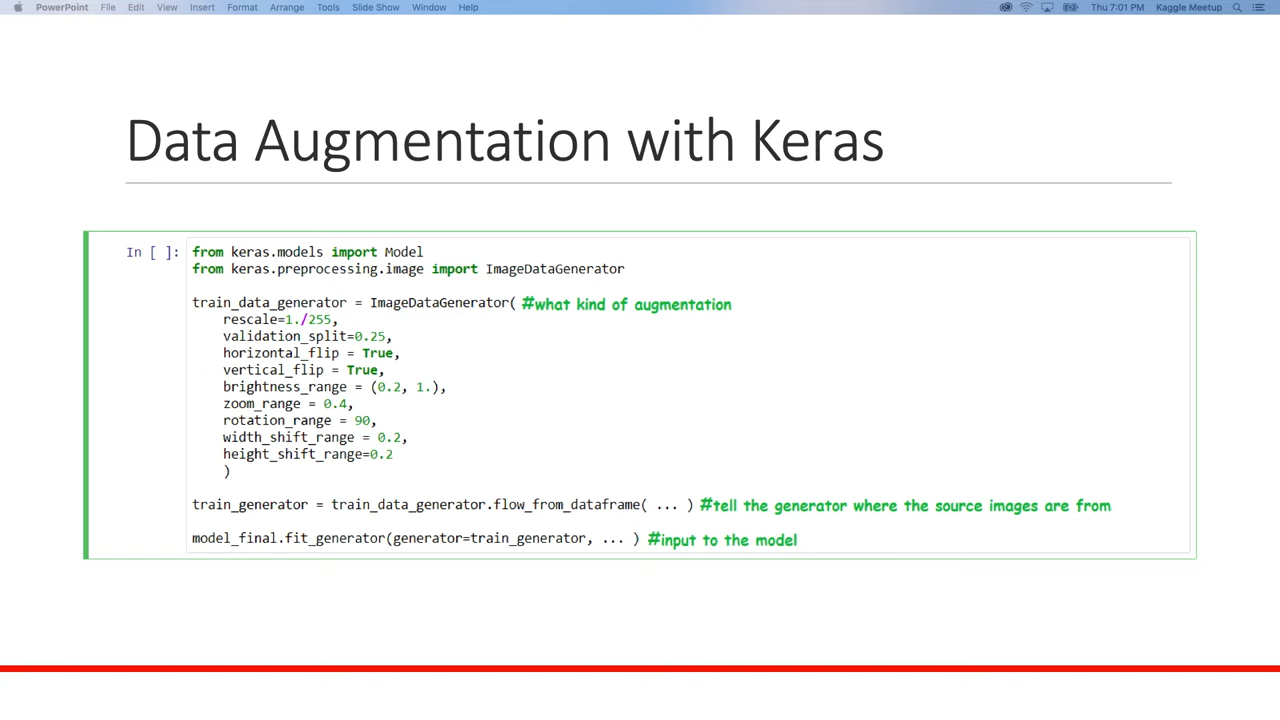 PowerPoint File Edit View Insert Format Arrange Tools Slide Show Window Help Thu 7:01 PM Kaggle Meetup
Data Augmentation with Keras
In [ ]: from keras.models import Model
from keras.preprocessing.image import ImageDataGenerator
train_data_generator = ImageDataGenerator( #what kind of augmentation
rescale=1./255,
validation_split=0.25,
horizontal_flip = True,
vertical_flip = True,
brightness_range = (0.2, 1.),
zoom_range = 0.4,
rotation_range = 90,
width_shift_range = 0.2,
height_shift_range=0.2
)
train_generator = train_data_generator.flow_from_dataframe( ... ) #tell the generator where the source images are from
model_final.fit_generator(generator=train_generator, ... ) #input to the model